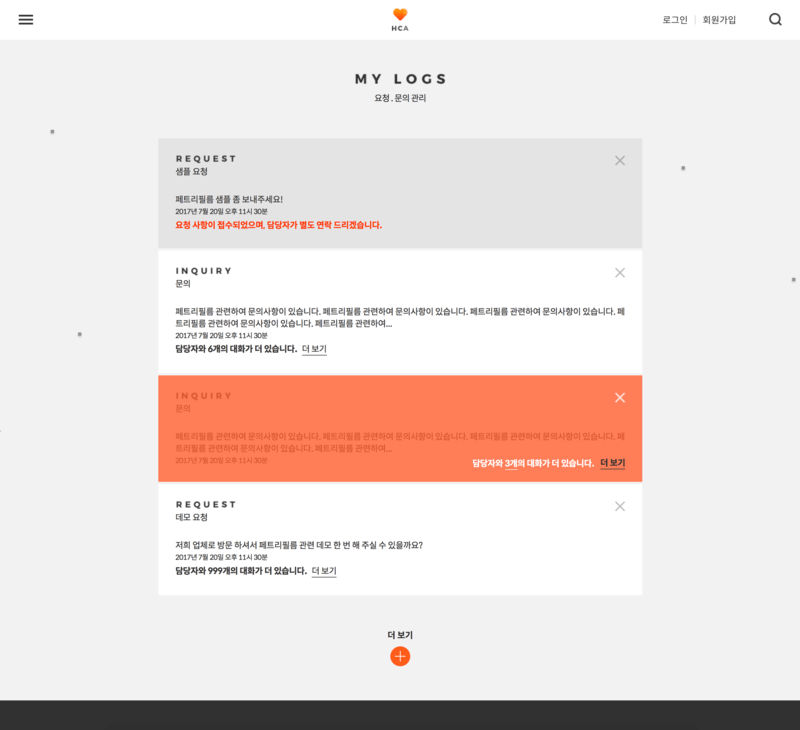 HCA
로그인
회원가입
MY LOGS
요청 , 문의 관리
REQUEST
샘플 요청
페트리필름 샘플 좀 보내주세요!
2017년 7월 20일 오후 11시 30분
요청 사항이 접수되었으며, 담당자가 별도 연락 드리겠습니다.
INQUIRY
문의
페트리필름 관련하여 문의사항이 있습니다. 페트리필름 관련하여 문의사항이 있습니다. 페트리필름 관련하여 문의사항이 있습니다. 페
트리필름 관련하여 문의사항이 있습니다. 페트리필름 관련하여...
2017년 7월 20일 오후 11시 30분
담당자와 6개의 대화가 더 있습니다. 더 보기
INQUIRY
문의
페트리필름 관련하여 문의사항이 있습니다. 페트리필름 관련하여 문의사항이 있습니다. 페트리필름 관련하여 문의사항이 있습니다. 페
트리필름 관련하여 문의사항이 있습니다. 페트리필름 관련하여...
2017년 7월 20일 오후 11시 30분
담당자와 3개의 대화가 더 있습니다. 더 보기
REQUEST
데모 요청
저희 업체로 방문 하셔서 페트리필름 관련 데모 한 번 해 주실 수 있을까요?
2017년 7월 20일 오후 11시 30분
담당자와 999개의 대화가 더 있습니다. 더 보기
더 보기